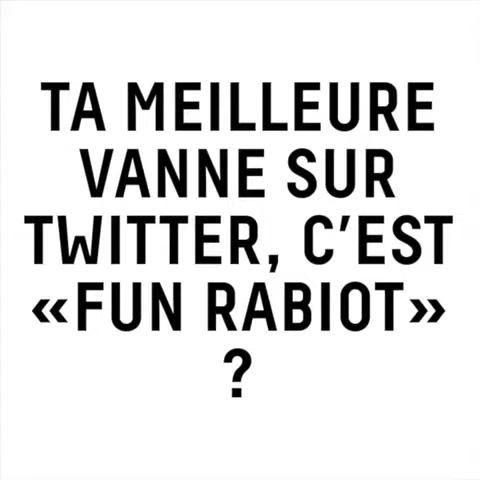 TA MEILLEURE
VANNE SUR
TWITTER, C'EST
«FUN RABIOT»
?